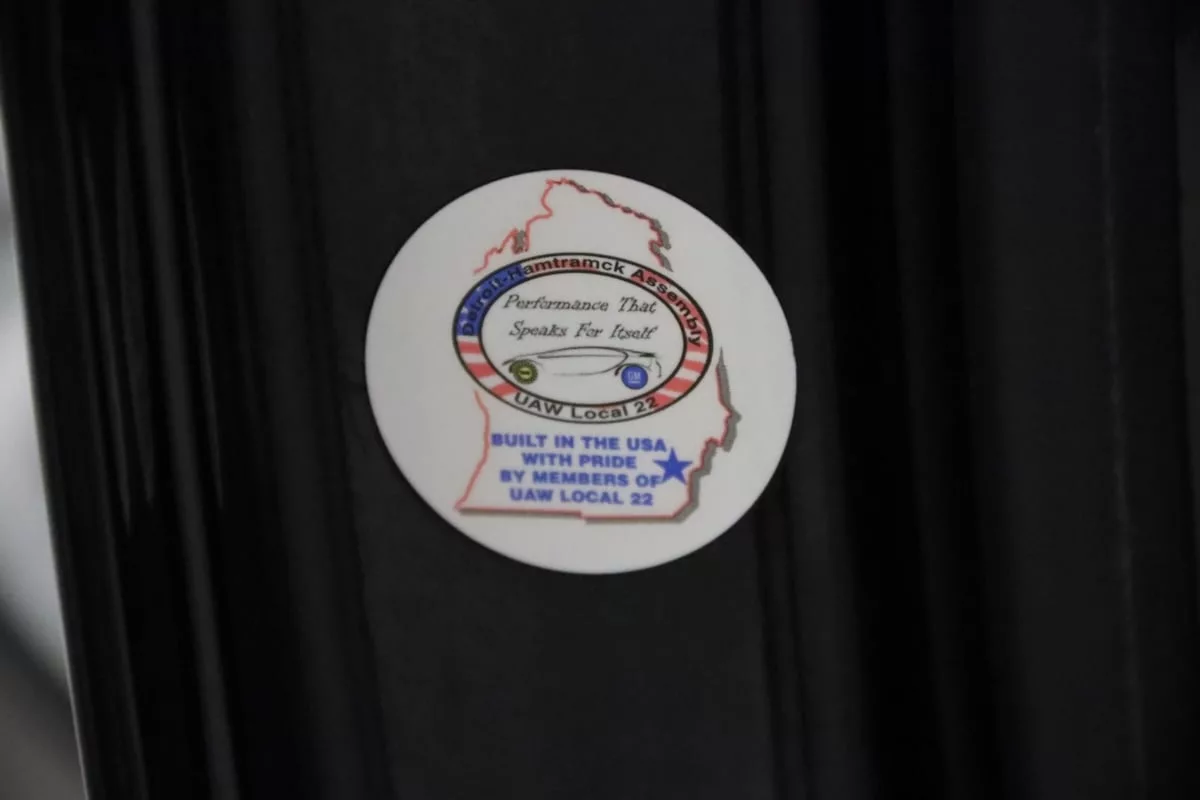 Detroit-Hamtramck Assembly
Performance That
Speaks For Itself
GM
UAW Local 22
BUILT IN THE USA
WITH PRIDE
BY MEMBERS OF
UAW LOCAL 22